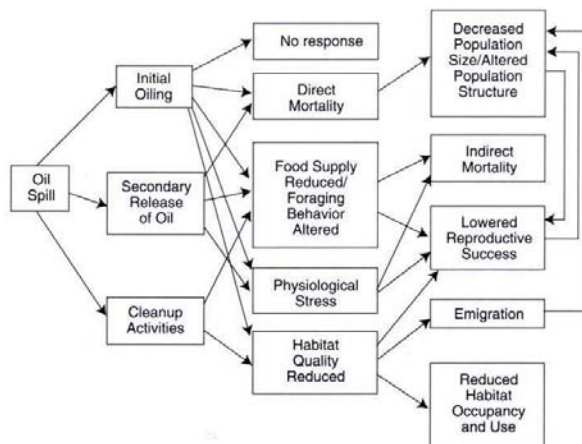 Oil
Spill
Initial
Oiling
Secondary
Release
of Oil
Cleanup
Activities
No response
Direct
Mortality
Food Supply
Reduced/
Foraging
Behavior
Altered
Physiological
Stress
Habitat
Quality
Reduced
Decreased
Population
Size/Altered
Population
Structure
Indirect
Mortality
Lowered
Reproductive
Success
Emigration
Reduced
Habitat
Occupancy
and Use